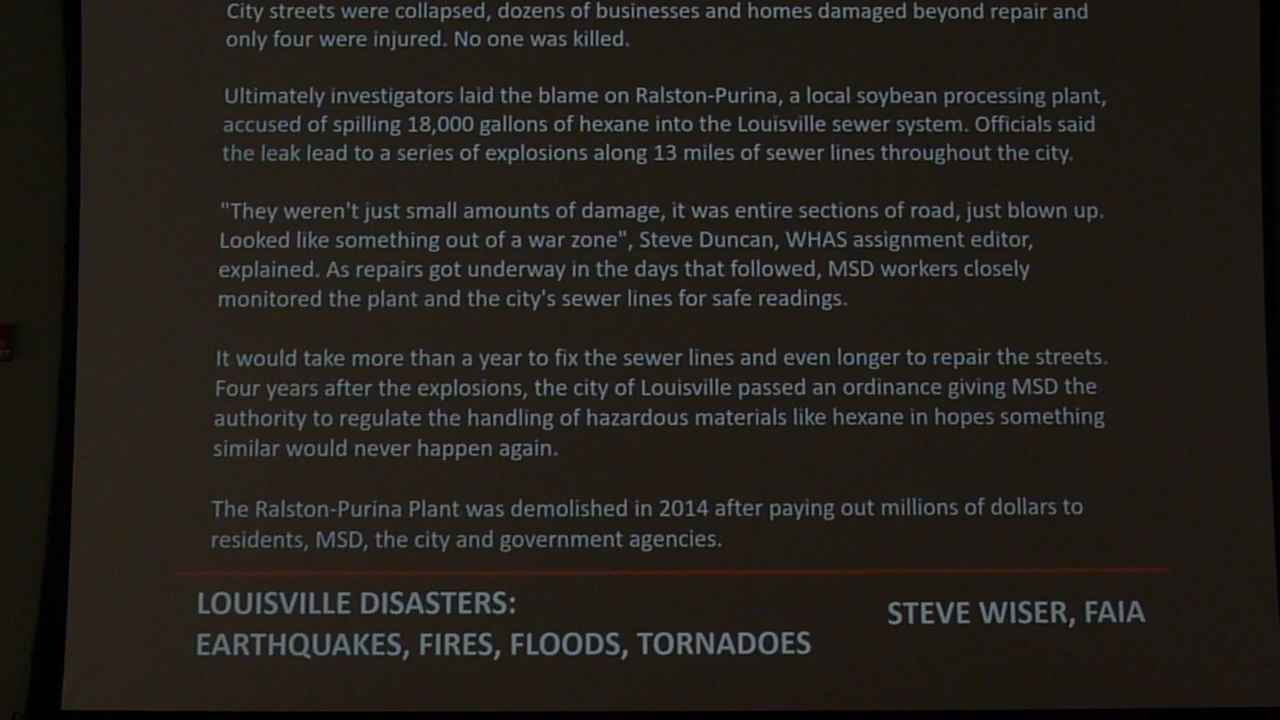 City streets were collapsed, dozens of businesses and homes damaged beyond repair and
only four were injured. No one was killed.
Ultimately investigators laid the blame on Ralston-Purina, a local soybean processing plant,
accused of spilling 18,000 gallons of hexane into the Louisville sewer system. Officials said
the leak lead to a series of explosions along 13 miles of sewer lines throughout the city.
"They weren't just small amounts of damage, it was entire sections of road, just blown up.
Looked like something out of a war zone", Steve Duncan, WHAS assignment editor,
explained. As repairs got underway in the days that followed, MSD workers closely
monitored the plant and the city's sewer lines for safe readings.
It would take more than a year to fix the sewer lines and even longer to repair the streets.
Four years after the explosions, the city of Louisville passed an ordinance giving MSD the
authority to regulate the handling of hazardous materials like hexane in hopes something
similar would never happen again.
The Ralston-Purina Plant was demolished in 2014 after paying out millions of dollars to
residents, MSD, the city and government agencies.
LOUISVILLE DISASTERS:
EARTHQUAKES, FIRES, FLOODS, TORNADOES
STEVE WISER, FAIA